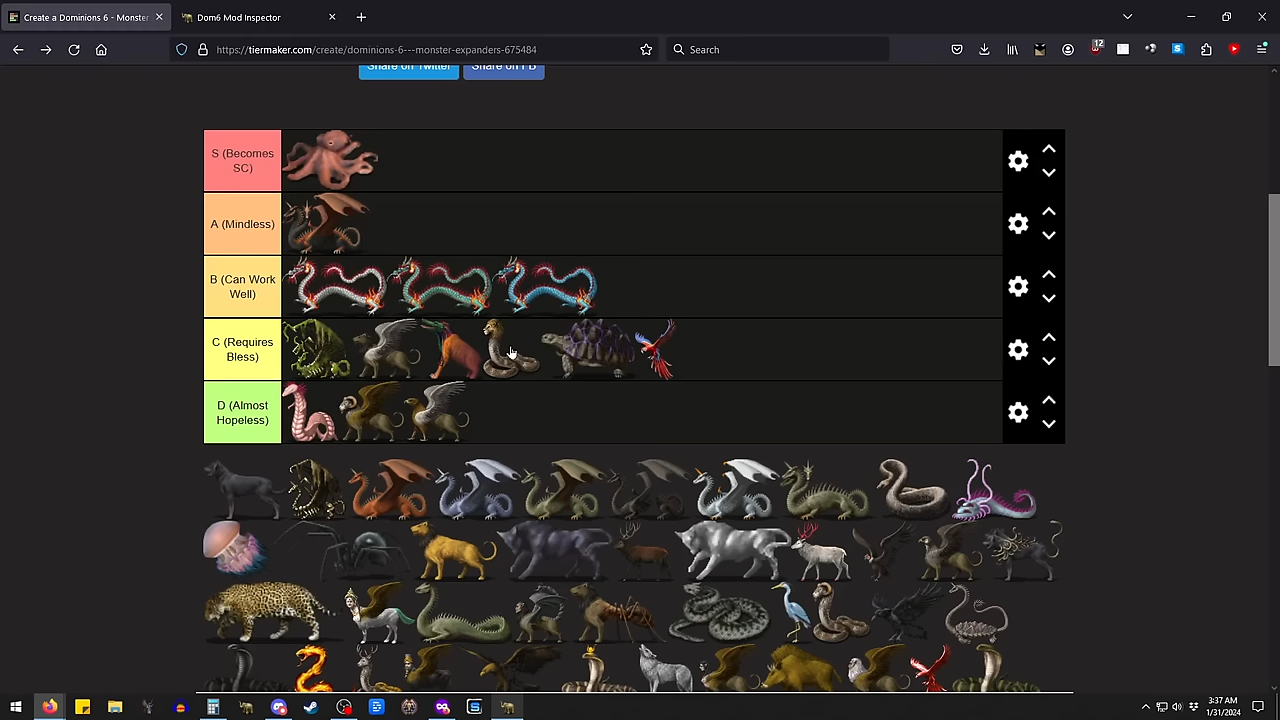 Create a Dominions 6 - Monster
Dom6 Mod Inspector
https://tiermaker.com/create/dominions-6---monster-expanders-675484
Search
12
Share on Twitter
Share on FB
S (Becomes
SC)
A (Mindless)
B (Can Work
Well)
C (Requires
Bless)
D (Almost
Hopeless)
3:37 AM
1/31/2024